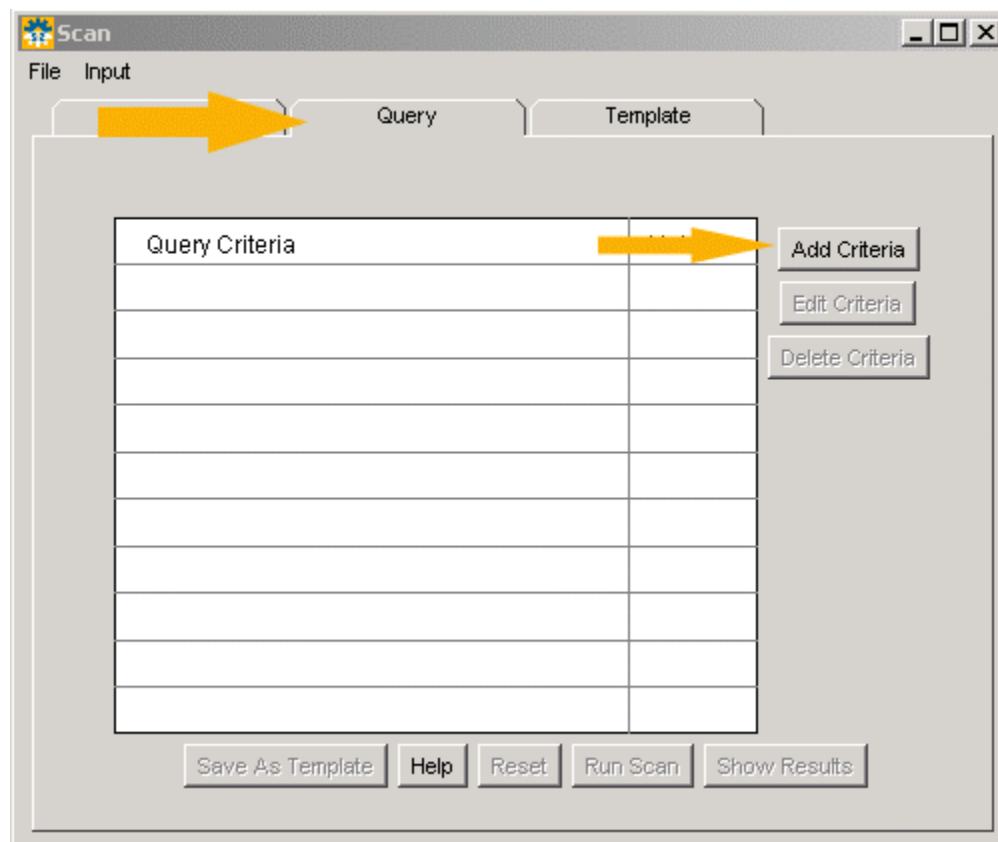 Scan
File Input
Query Template
Query Criteria
Add Criteria
Edit Criteria
Delete Criteria
Save As Template Help Reset Run Scan Show Results